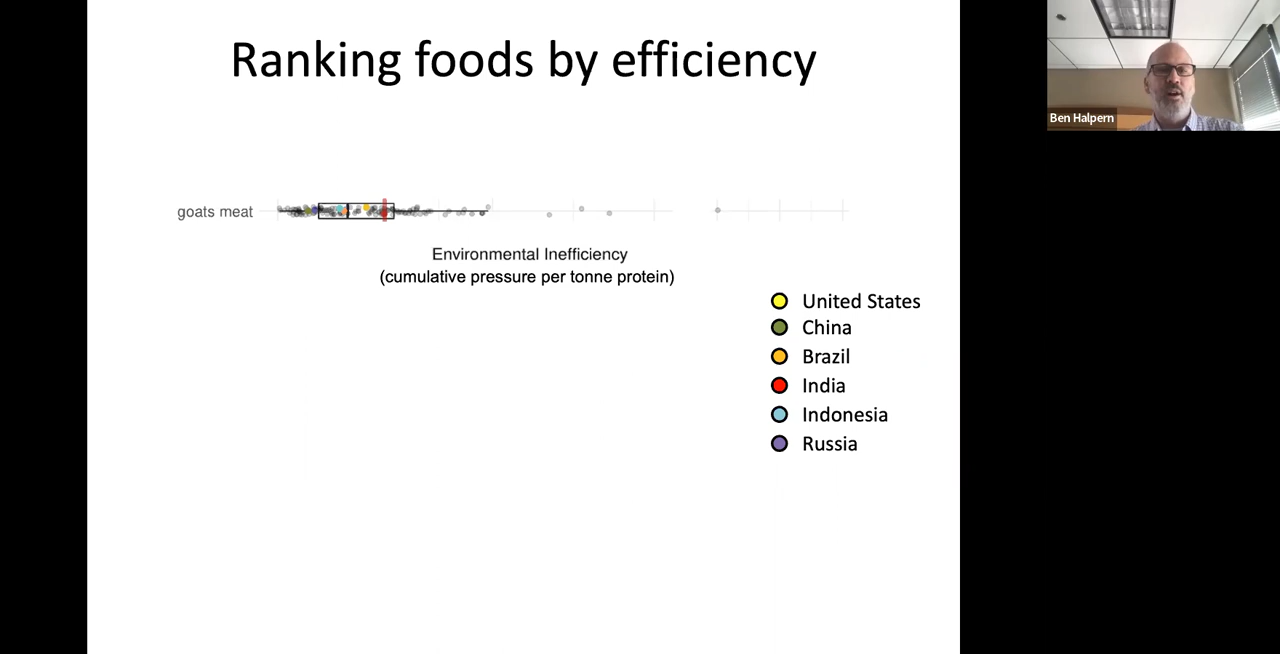 Ranking foods by efficiency
Ben Halpern
goats meat
Environmental Inefficiency
(cumulative pressure per tonne protein)
United States
China
Brazil
India
Indonesia
Russia